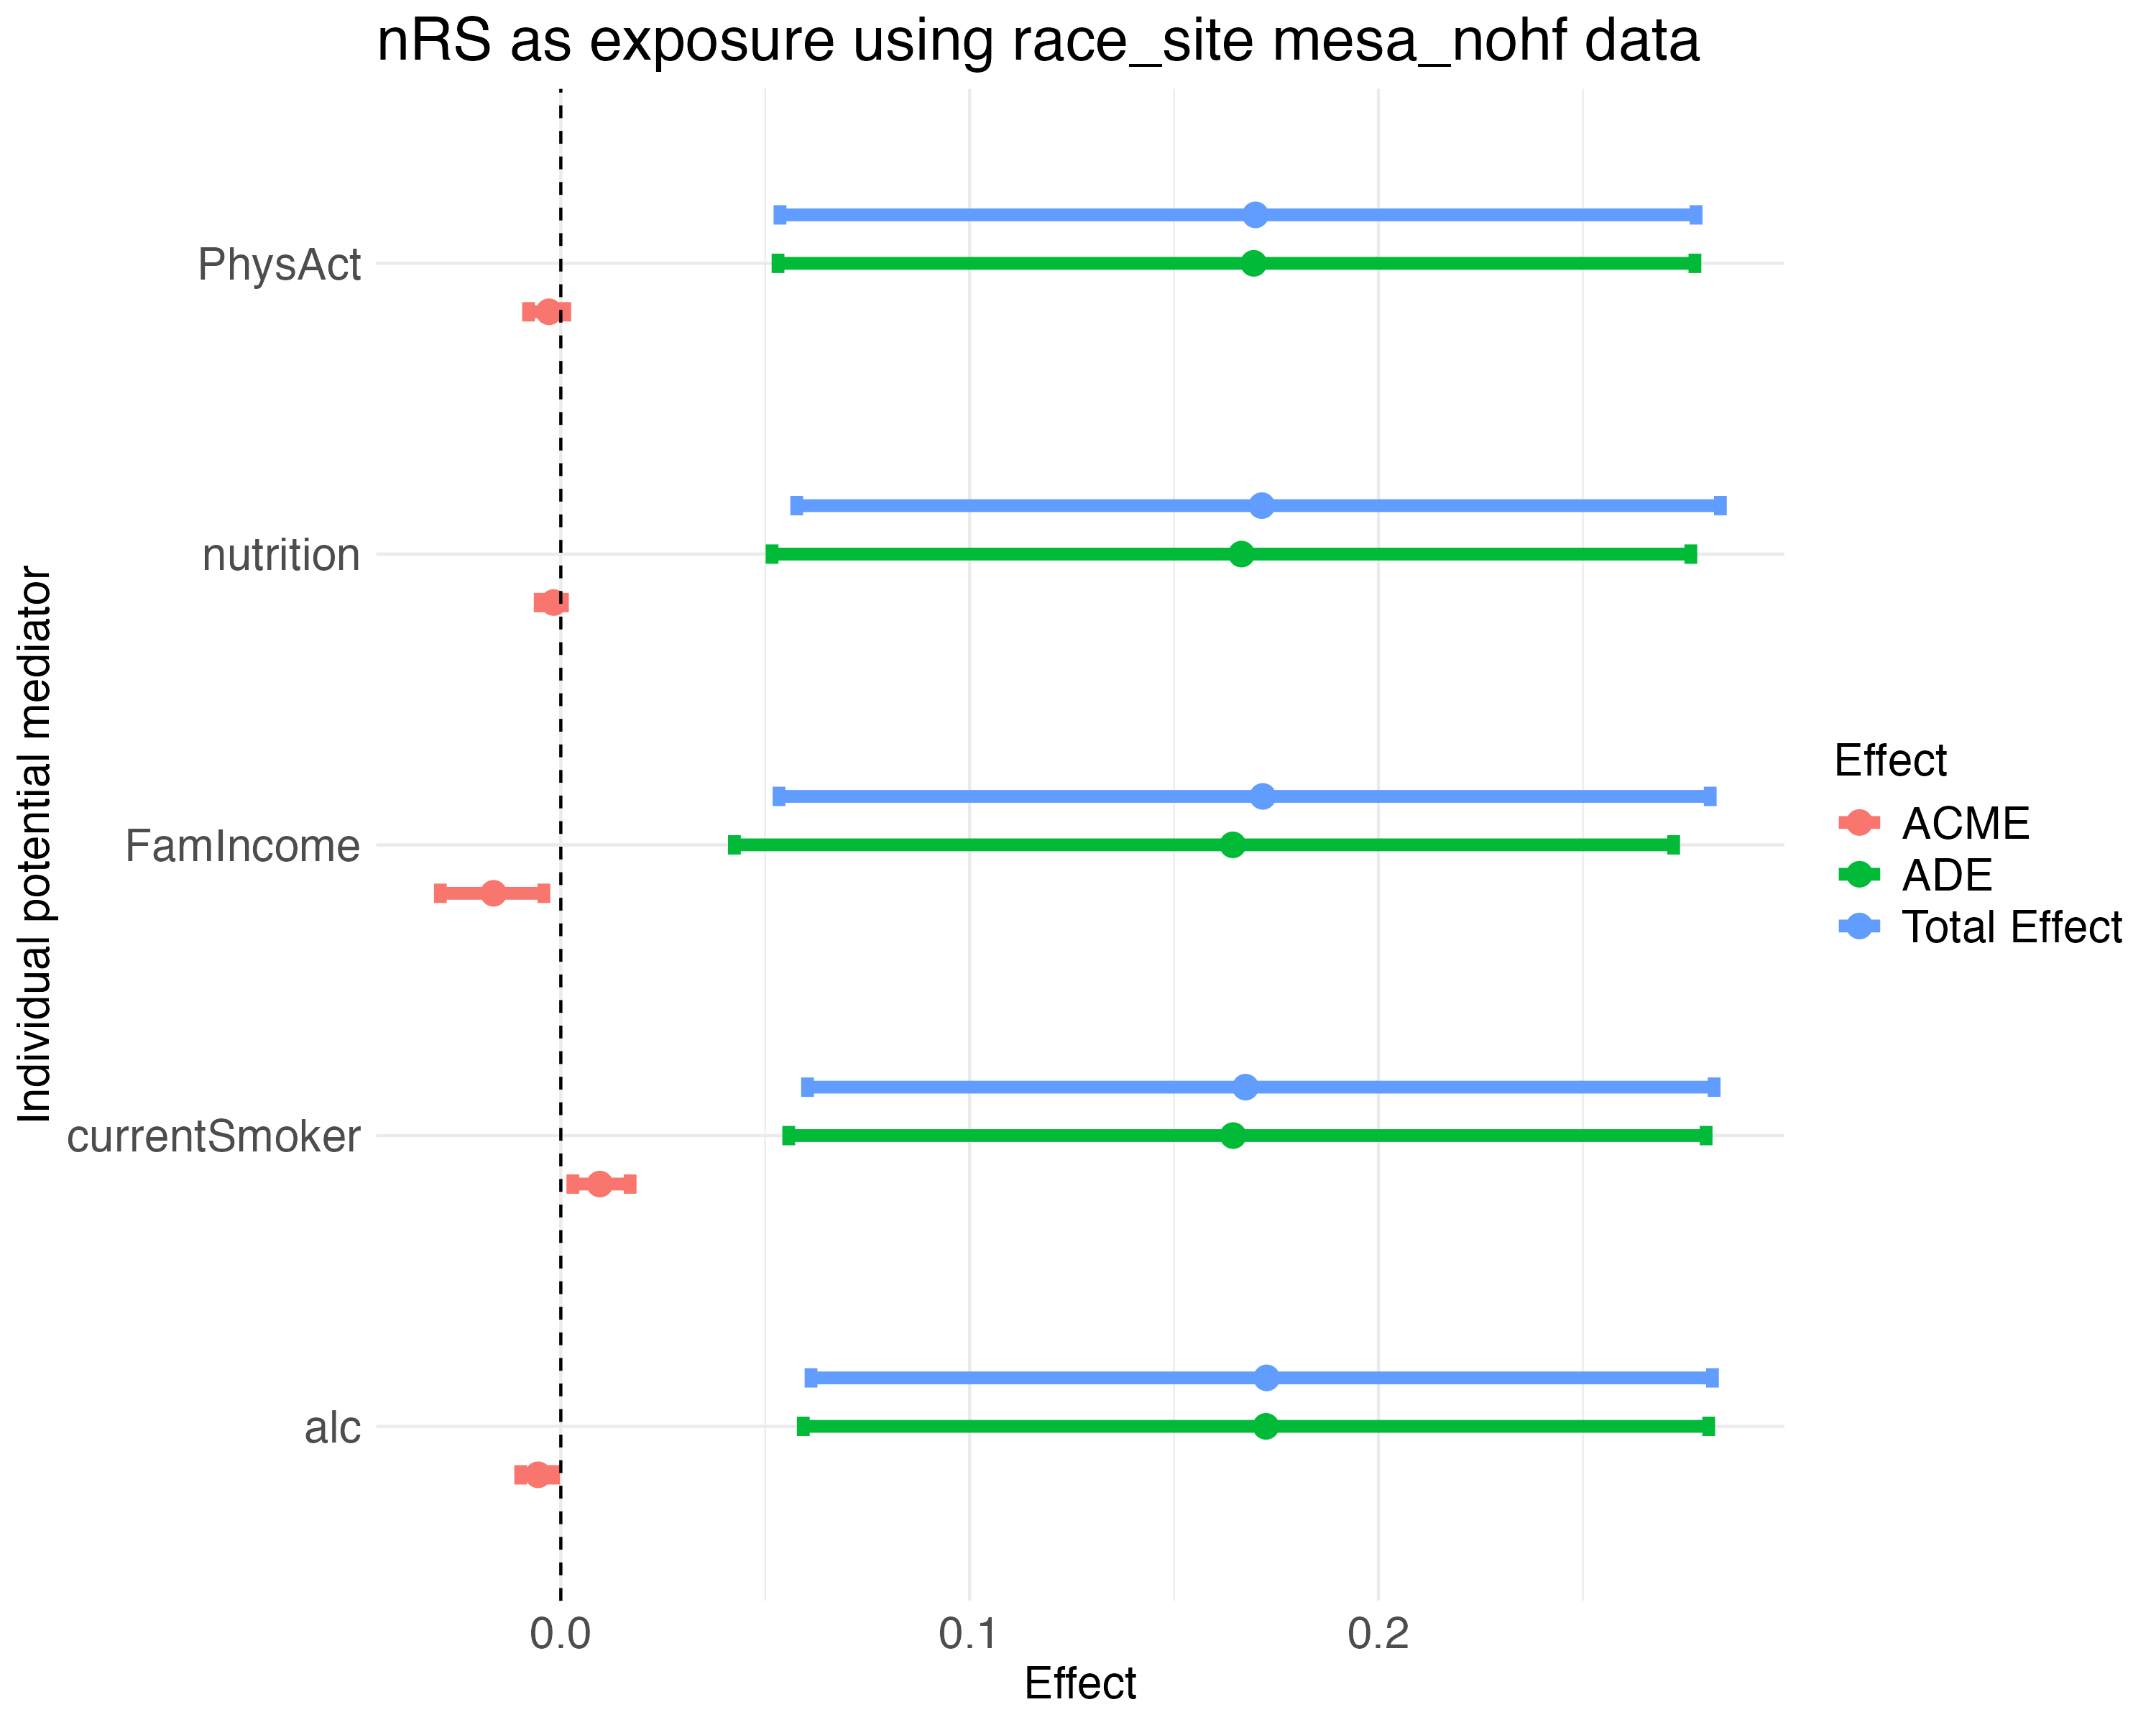 nRS as exposure using race_site mesa_nohf data
Individual potential mediator
PhysAct
nutrition
FamIncome
currentSmoker
alc
0.0
0.1
0.2
Effect
Effect
ACME
ADE
Total Effect